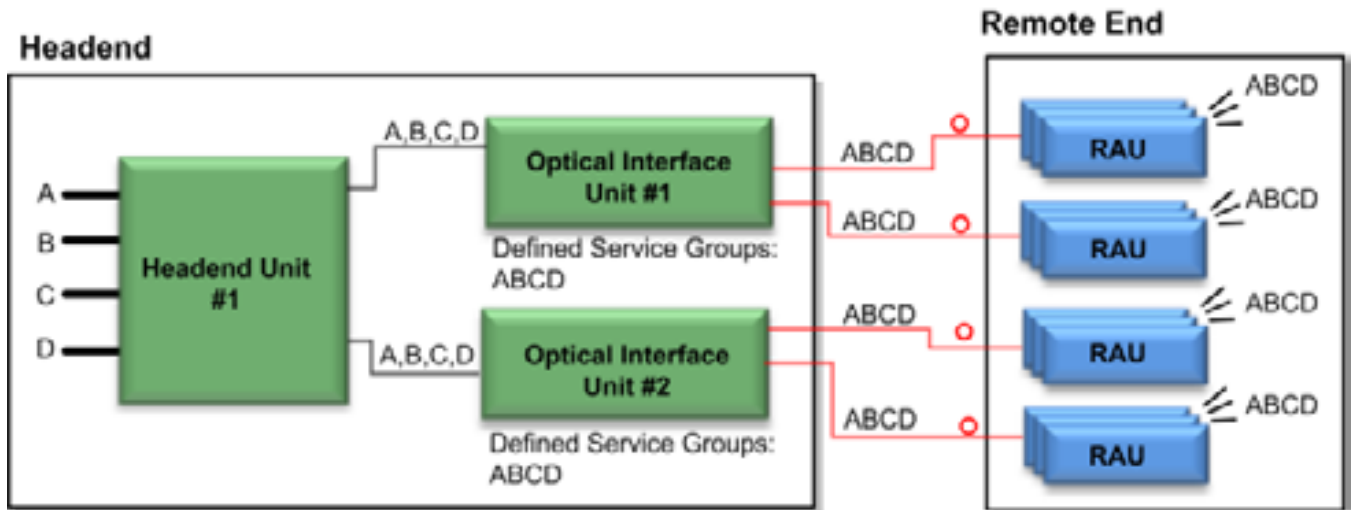 Headend
Remote End
A
B
C
D
Headend Unit
#1
A,B,C,D
A,B,C,D
Optical Interface
Unit #1
Defined Service Groups:
ABCD
Optical Interface
Unit #2
Defined Service Groups:
ABCD
ABCD
ABCD
ABCD
ABCD
RAU
ABCD
RAU
ABCD
RAU
ABCD
RAU
ABCD